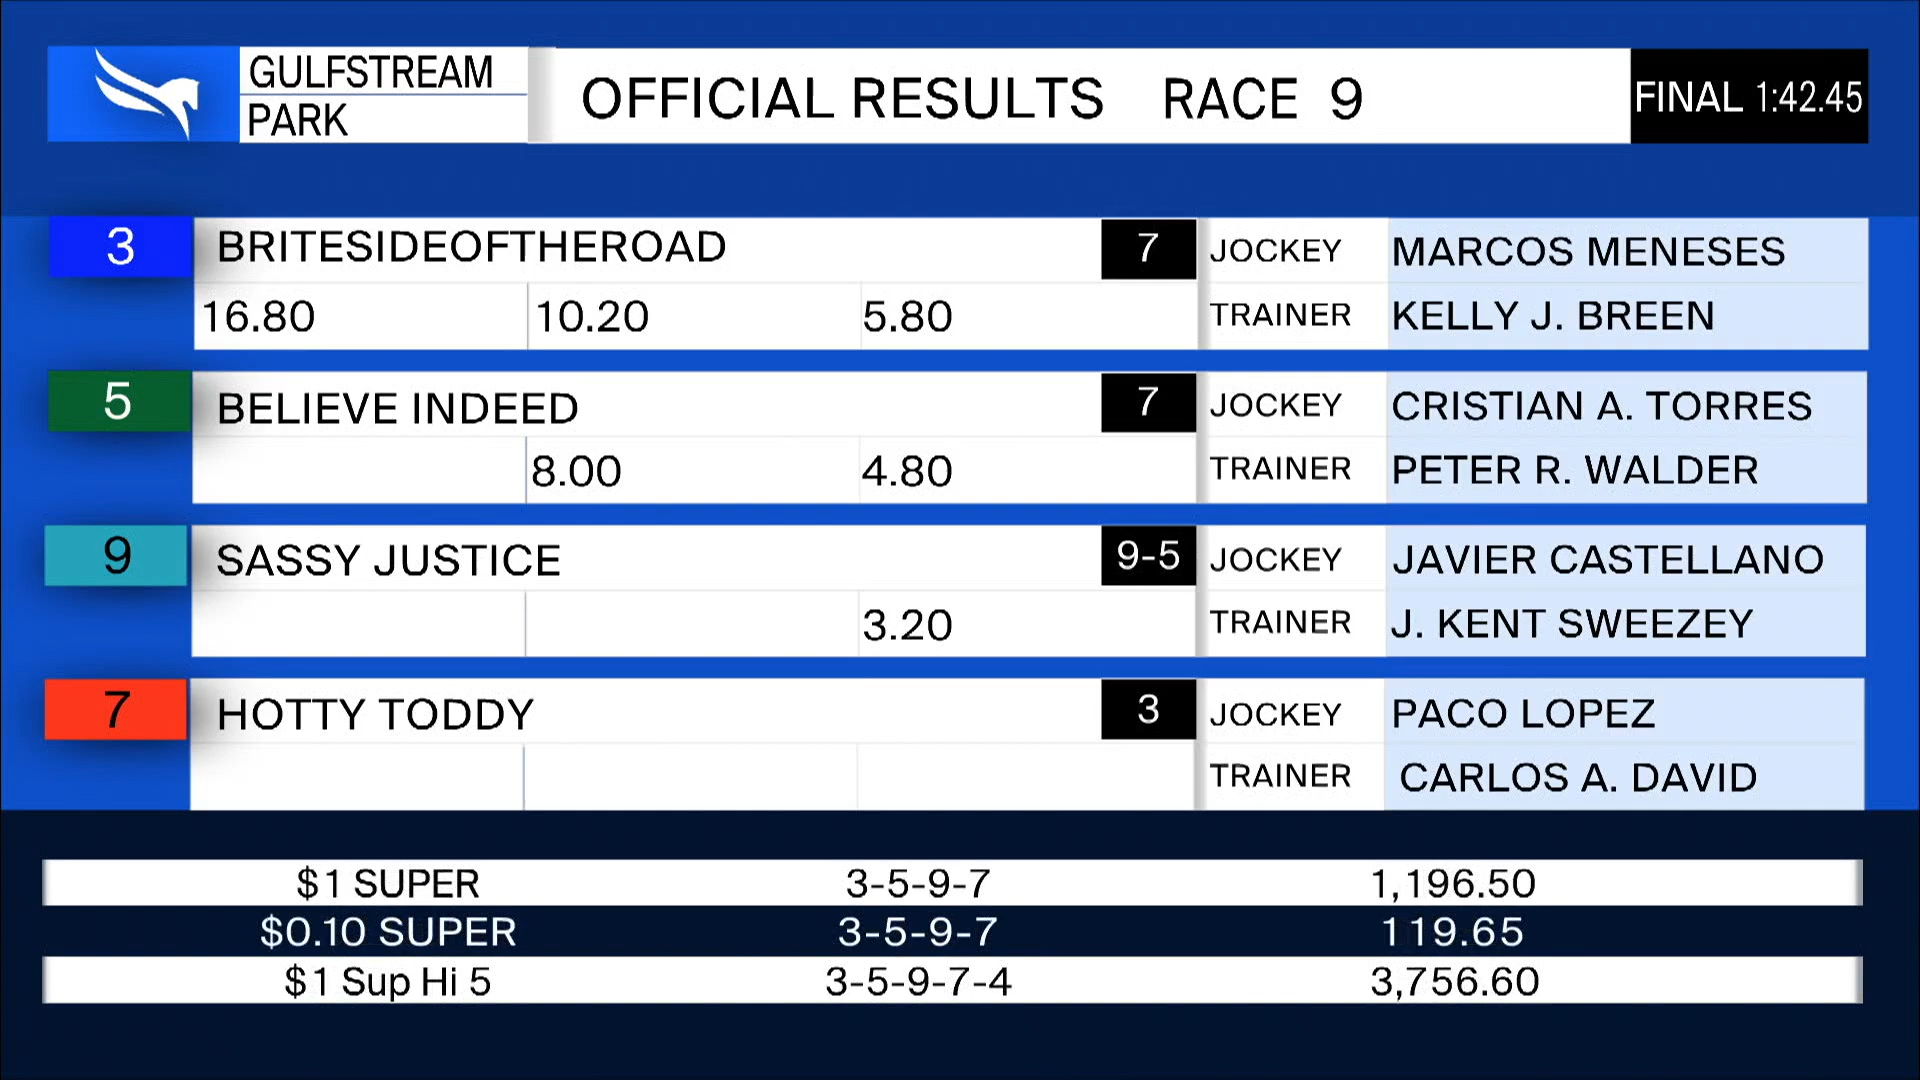 GULFSTREAM
PARK
OFFICIAL RESULTS RACE 9
FINAL 1:42.45
3 BRITESIDEOFTHEROAD 7 JOCKEY MARCOS MENESES
16.80 10.20 5.80 TRAINER KELLY J. BREEN
5 BELIEVE INDEED 7 JOCKEY CRISTIAN A. TORRES
8.00 4.80 TRAINER PETER R. WALDER
9 SASSY JUSTICE 9-5 JOCKEY JAVIER CASTELLANO
3.20 TRAINER J. KENT SWEEZEY
7 HOTTY TODDY 3 JOCKEY PACO LOPEZ
TRAINER CARLOS A. DAVID
$1 SUPER 3-5-9-7 1,196.50
$0.10 SUPER 3-5-9-7 119.65
$1 Sup Hi 5 3-5-9-7-4 3,756.60